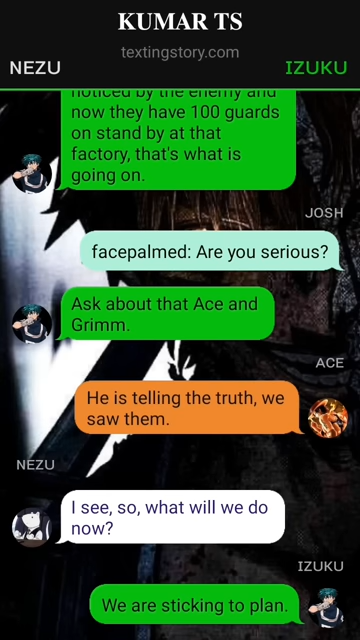 KUMAR TS
textingstory.com
NEZU
IZUKU
noticed by the enemy and
now they have 100 guards
on stand by at that
factory, that's what is
going on.
JOSH
facepalmed: Are you serious?
Ask about that Ace and
Grimm.
ACE
He is telling the truth, we
saw them.
NEZU
I see, so, what will we do
now?
IZUKU
We are sticking to plan.